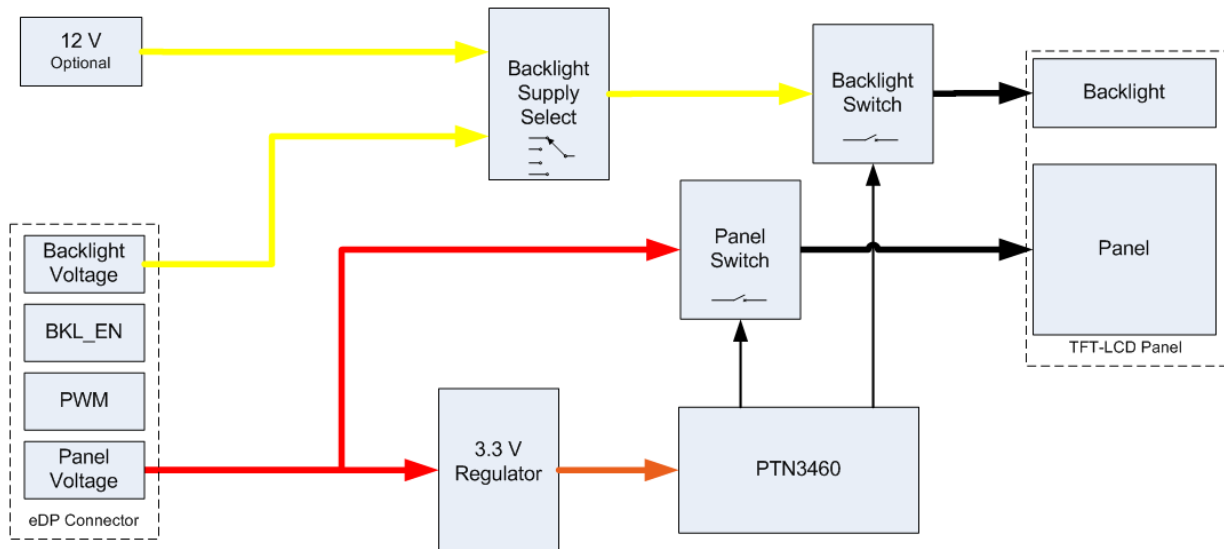 12 V
Optional
Backlight
Supply
Select
Backlight
Switch
Backlight
Panel
Switch
Panel
TFT-LCD Panel
Backlight
Voltage
BKL_EN
PWM
Panel
Voltage
eDP Connector
3.3 V
Regulator
PTN3460